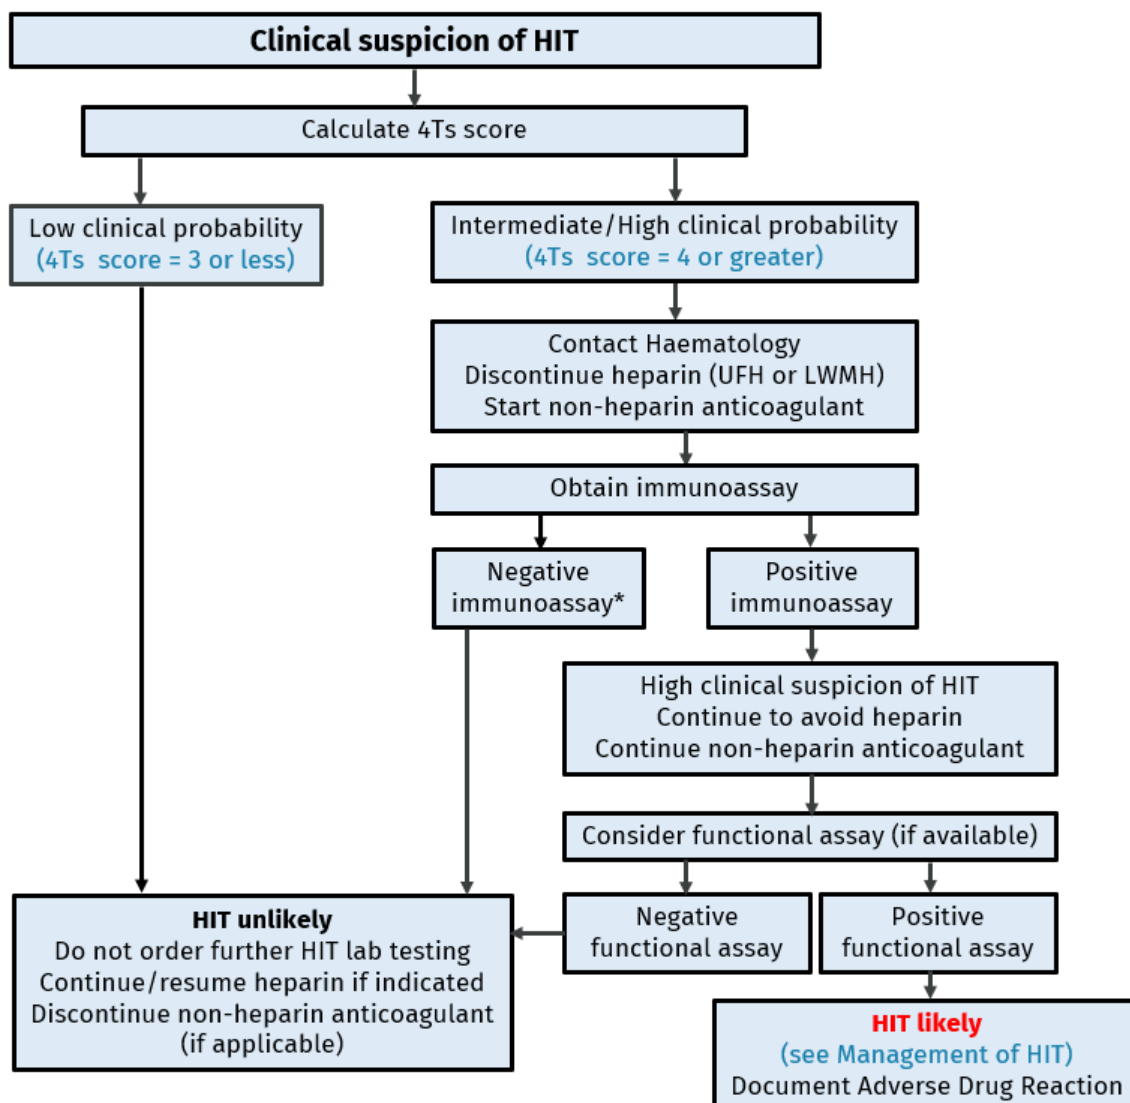 Clinical suspicion of HIT
Calculate 4Ts score
Low clinical probability
(4Ts  score = 3 or less)
Intermediate/High clinical probability
(4Ts  score = 4 or greater)
Contact Haematology
Discontinue heparin (UFH or LWMH)
Start non-heparin anticoagulant
Obtain immunoassay
Negative
immunoassay*
Positive
immunoassay
High clinical suspicion of HIT
Continue to avoid heparin
Continue non-heparin anticoagulant
Consider functional assay (if available)
Negative
functional assay
Positive
functional assay
HIT unlikely
Do not order further HIT lab testing
Continue/resume heparin if indicated
Discontinue non-heparin anticoagulant
(if applicable)
HIT likely
(see Management of HIT)
Document Adverse Drug Reaction